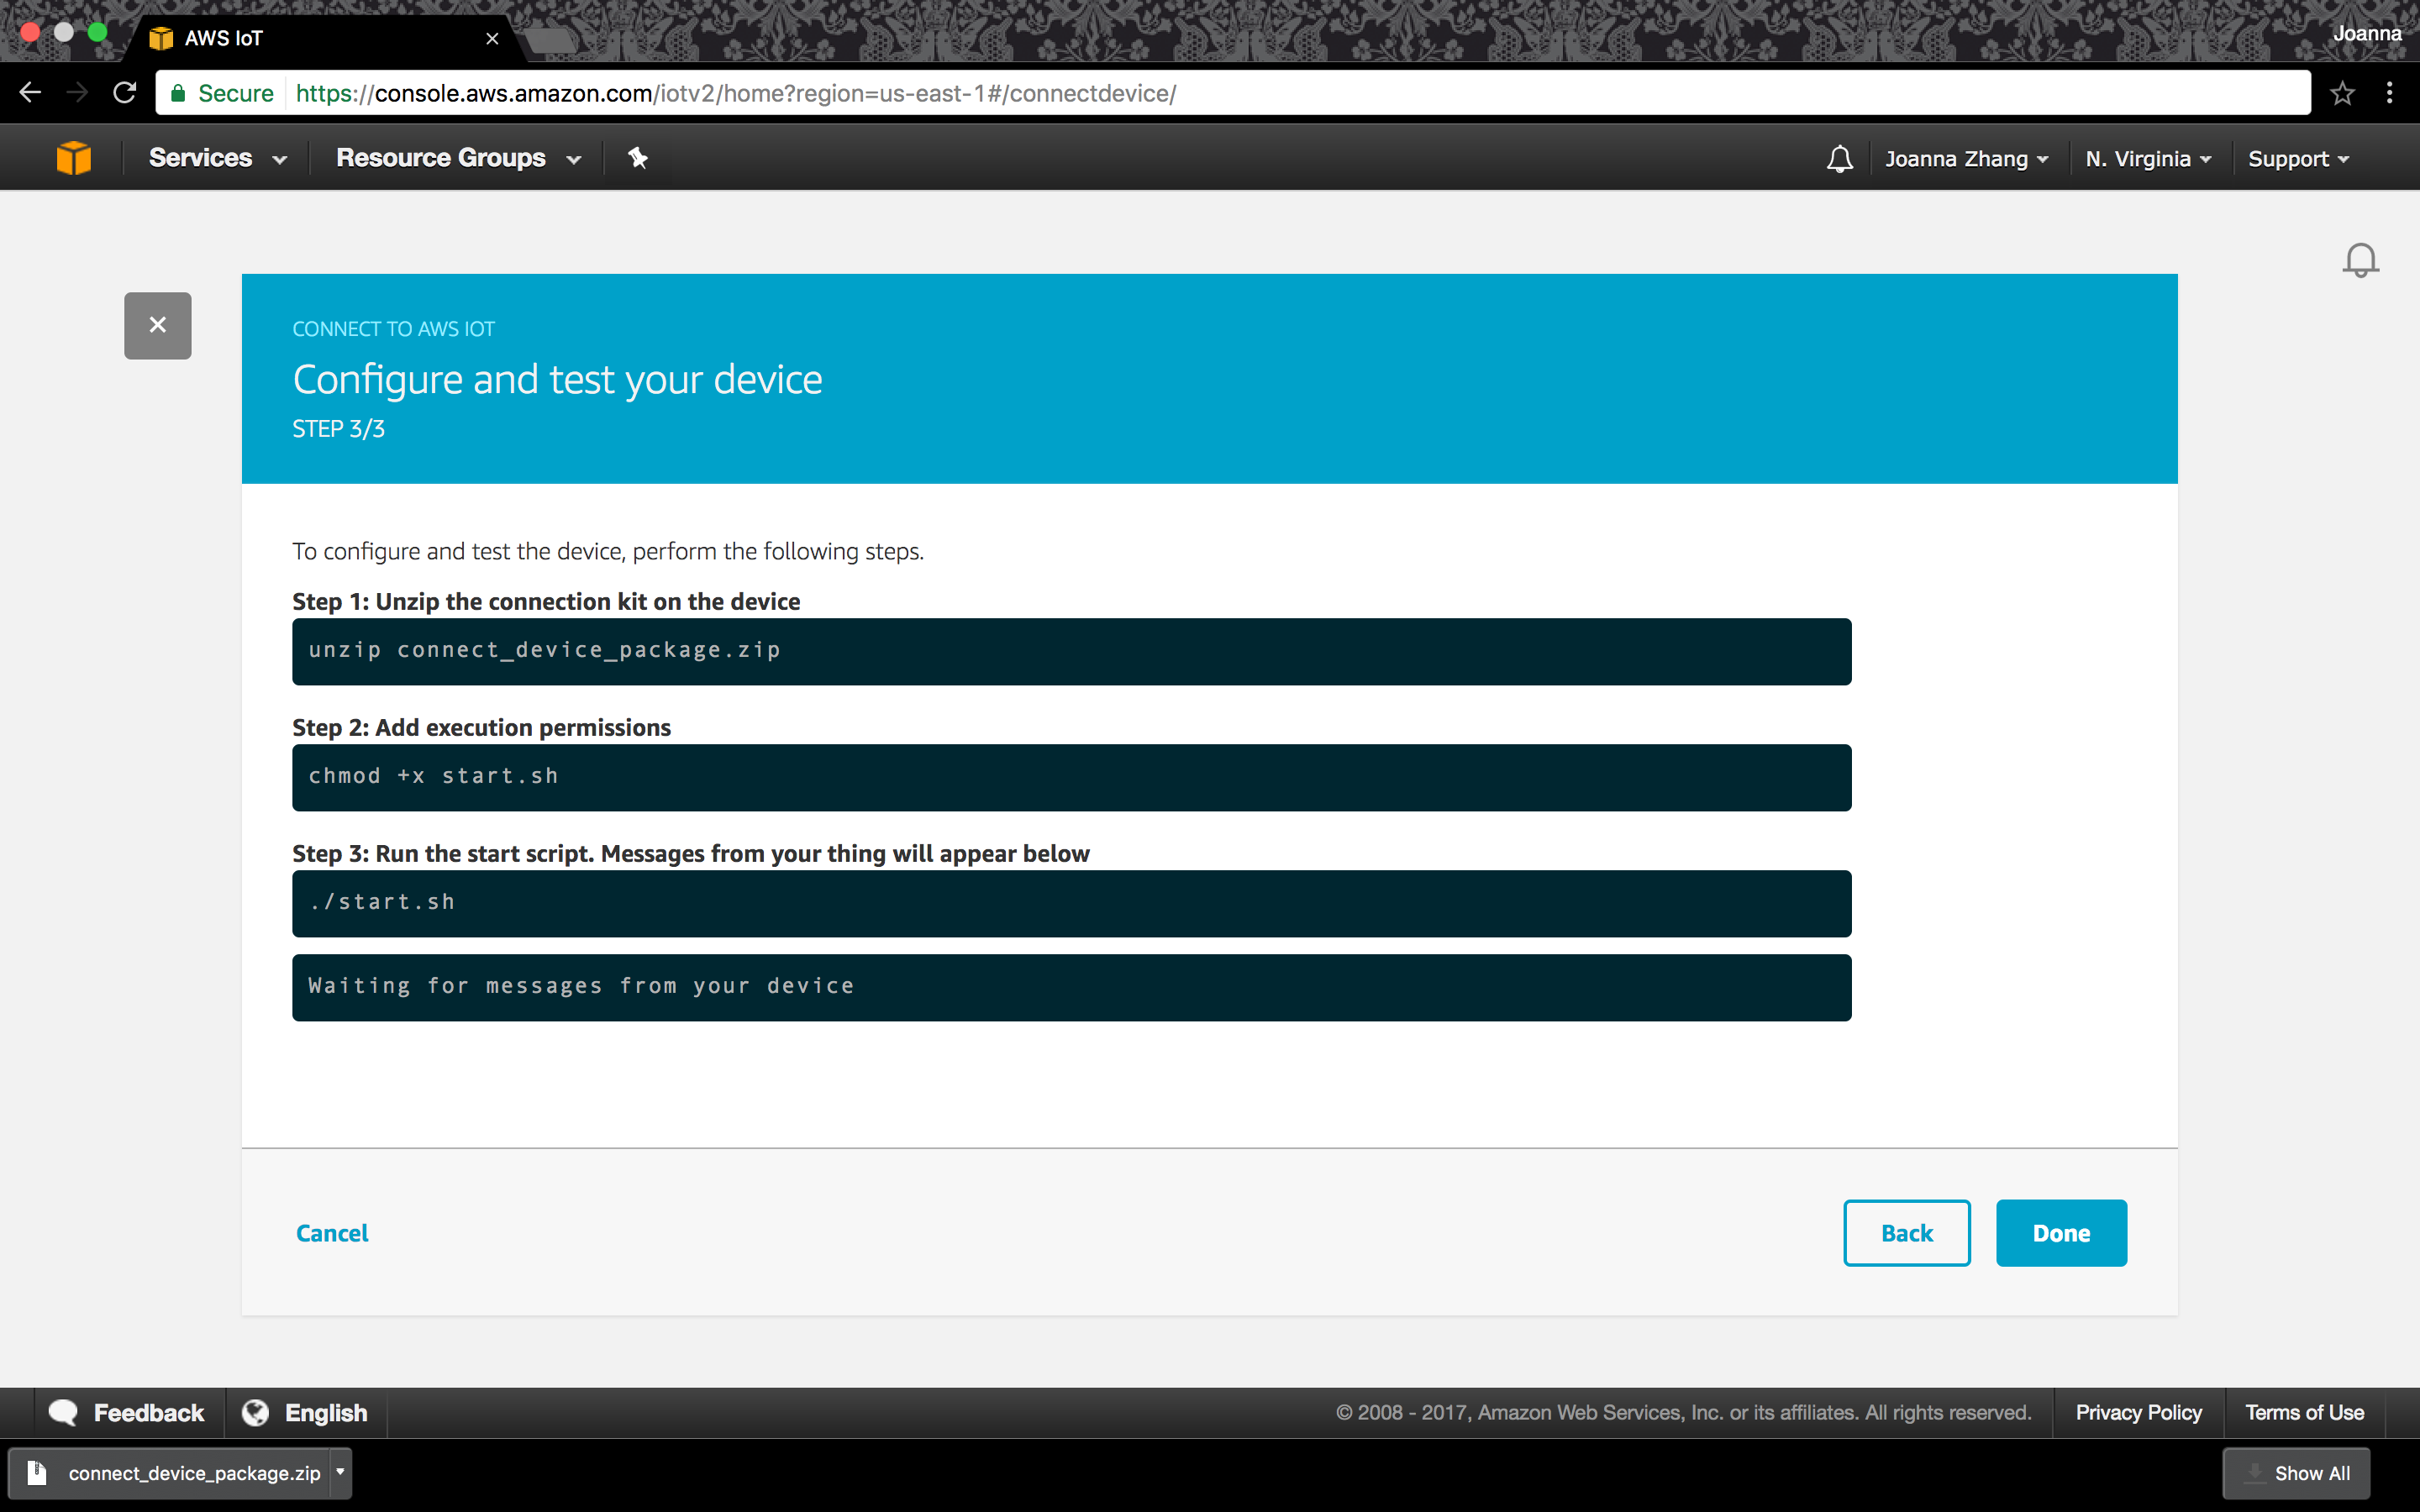 AWS IoT
Joanna
Secure https://console.aws.amazon.com/iotv2/home?region=us-east-1#/connectdevice/
Services Resource Groups Joanna Zhang N. Virginia Support
CONNECT TO AWS IOT
Configure and test your device
STEP 3/3
To configure and test the device, perform the following steps.
Step 1: Unzip the connection kit on the device
unzip connect_device_package.zip
Step 2: Add execution permissions
chmod +x start.sh
Step 3: Run the start script. Messages from your thing will appear below
./start.sh
Waiting for messages from your device
Cancel Back Done
Feedback English © 2008 - 2017, Amazon Web Services, Inc. or its affiliates. All rights reserved. Privacy Policy Terms of Use
connect_device_package.zip Show All